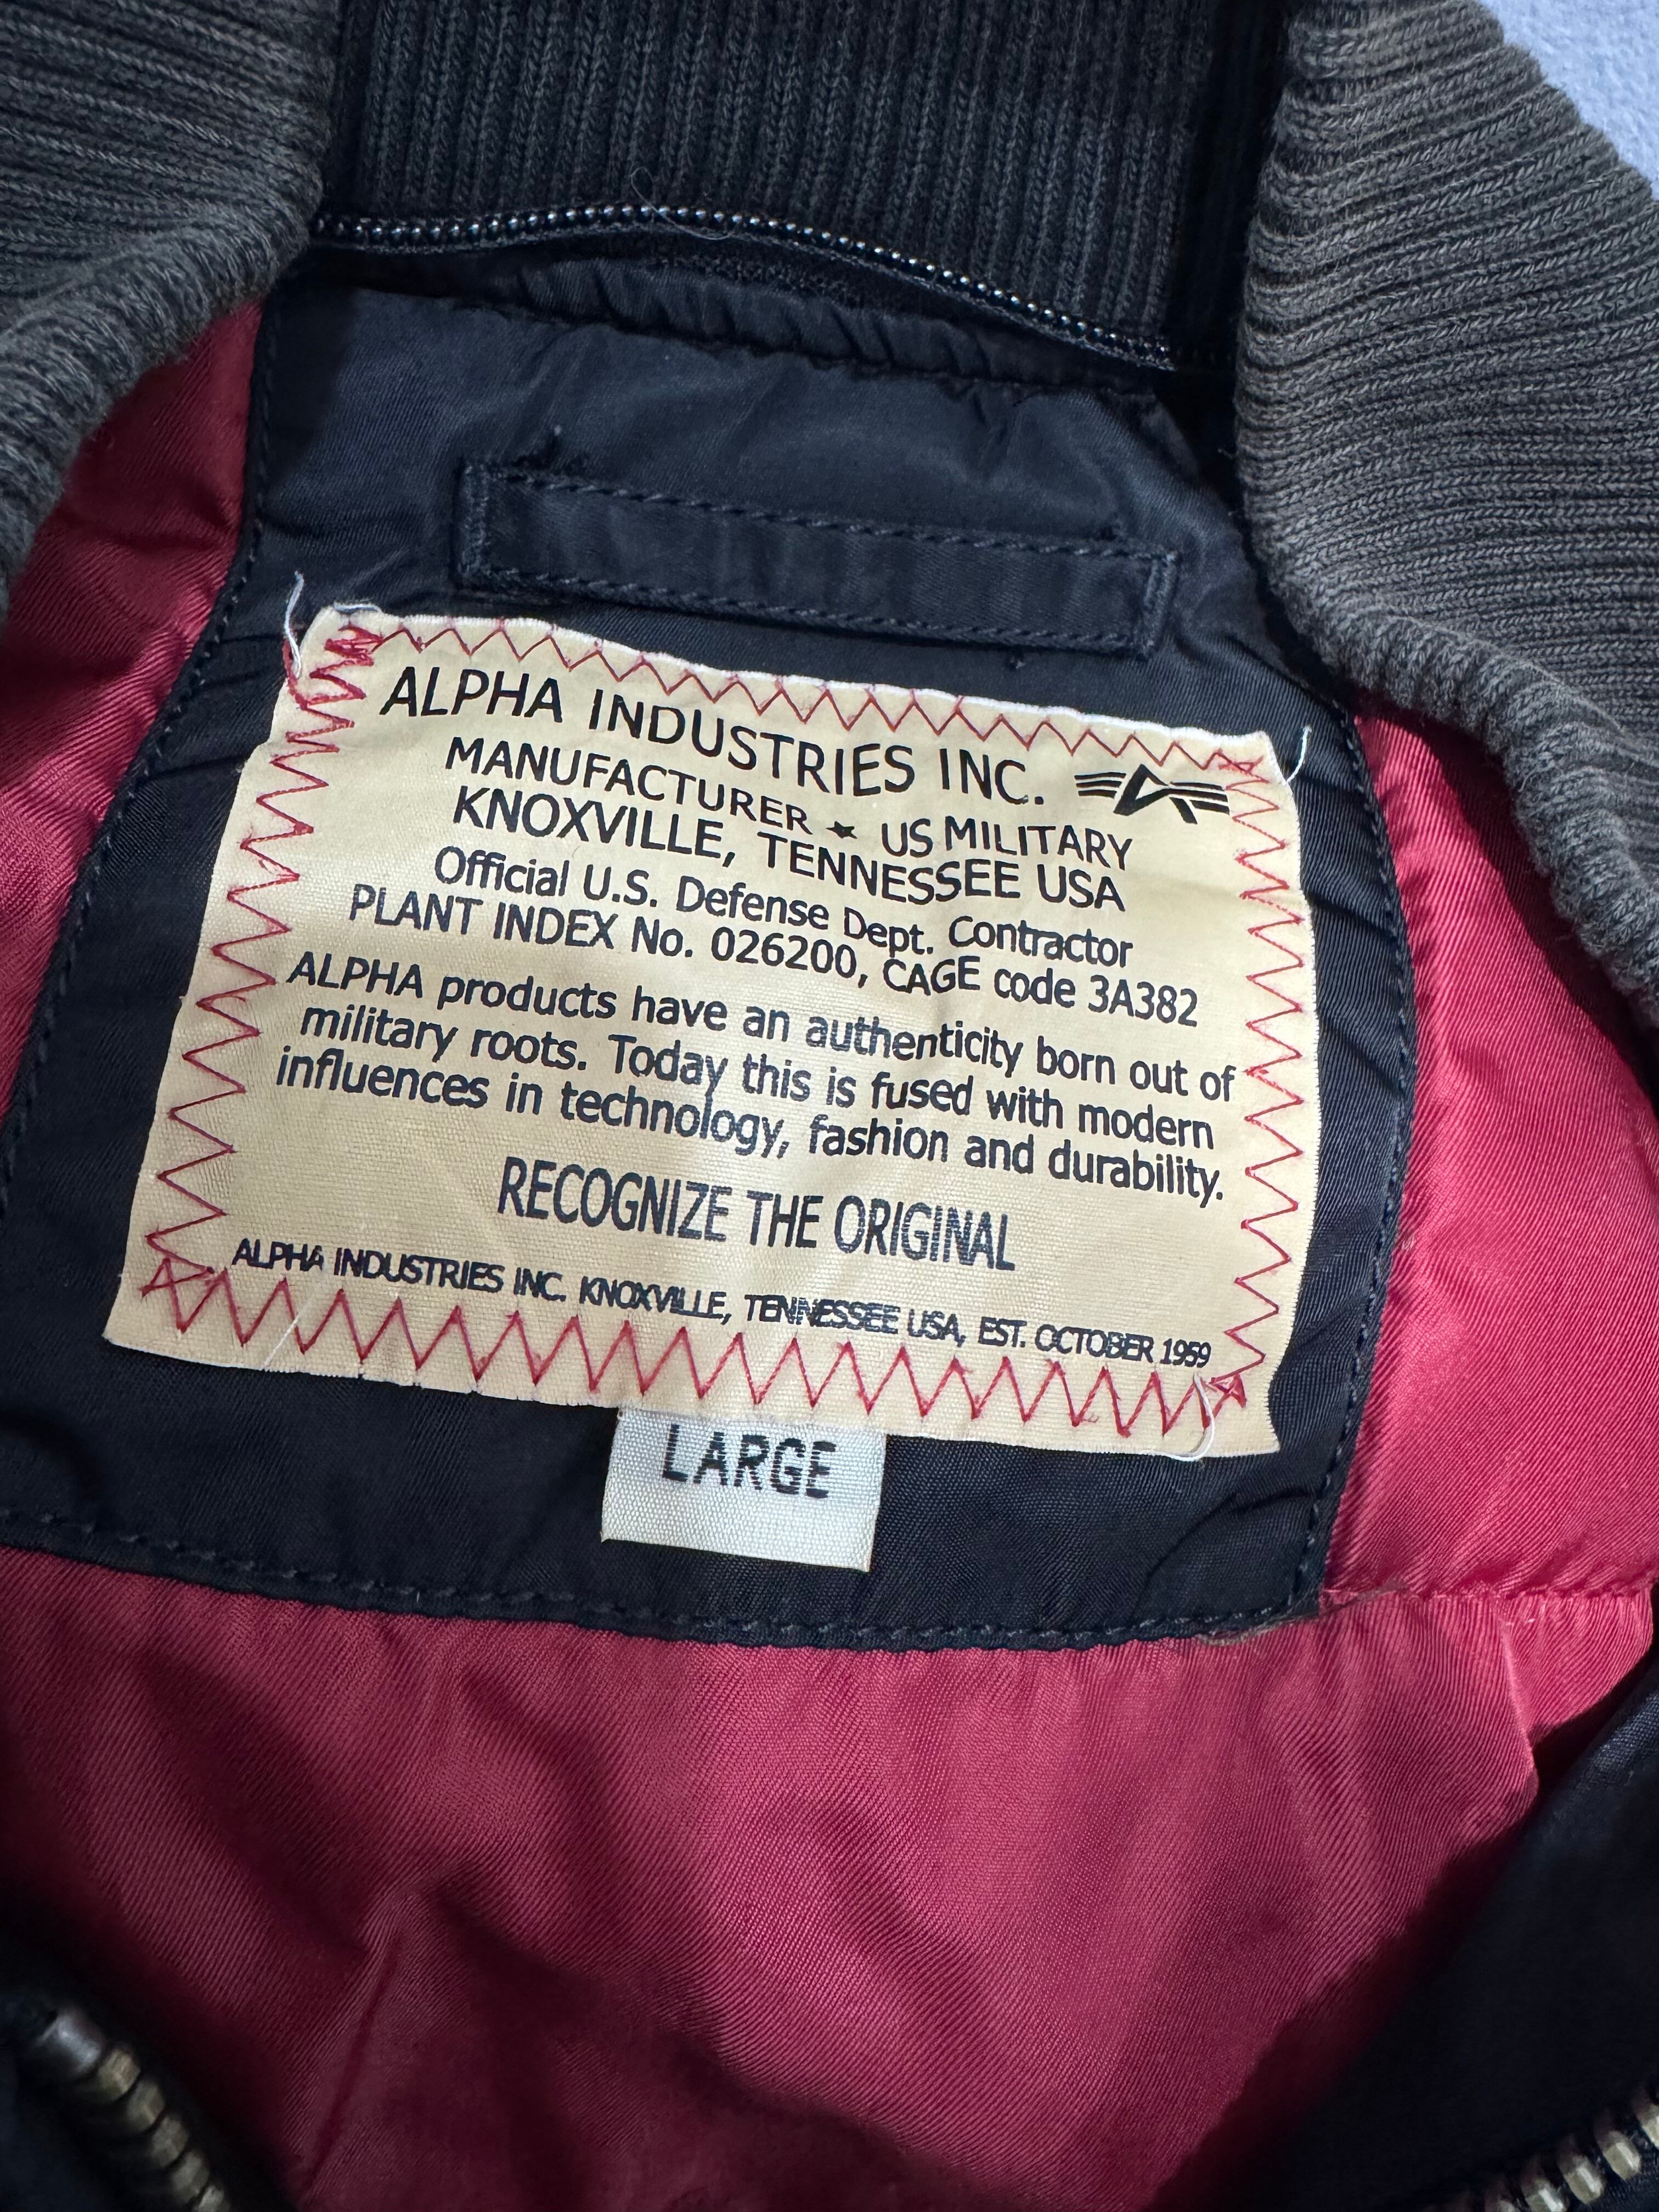 ALPHA INDUSTRIES INC.
MANUFACTURER ★ US MILITARY
KNOXVILLE, TENNESSEE USA
Official U.S. Defense Dept. Contractor
PLANT INDEX No. 026200, CAGE code 3A382
ALPHA products have an authenticity born out of
military roots. Today this is fused with modern
influences in technology, fashion and durability.
RECOGNIZE THE ORIGINAL
ALPHA INDUSTRIES INC. KNOXVILLE, TENNESSEE USA, EST. OCTOBER 1959
LARGE